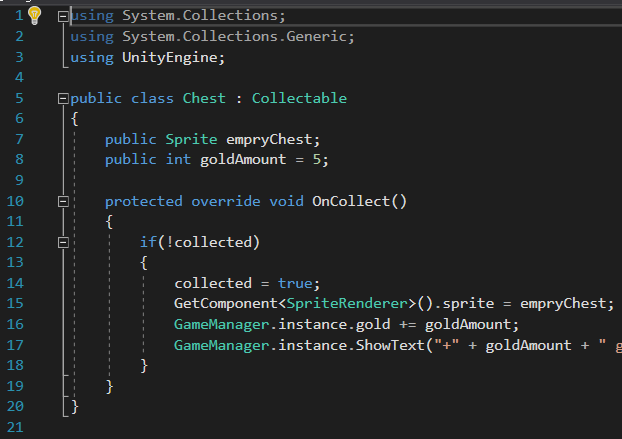 1 using System.Collections;
2 using System.Collections.Generic;
3 using UnityEngine;
4
5 public class Chest : Collectable
6 {
7 public Sprite empryChest;
8 public int goldAmount = 5;
9
10 protected override void OnCollect()
11 {
12 if(!collected)
13 {
14 collected = true;
15 GetComponent<SpriteRenderer>().sprite = empryChest;
16 GameManager.instance.gold += goldAmount;
17 GameManager.instance.ShowText("+" + goldAmount + " g
18 }
19 }
20 }
21